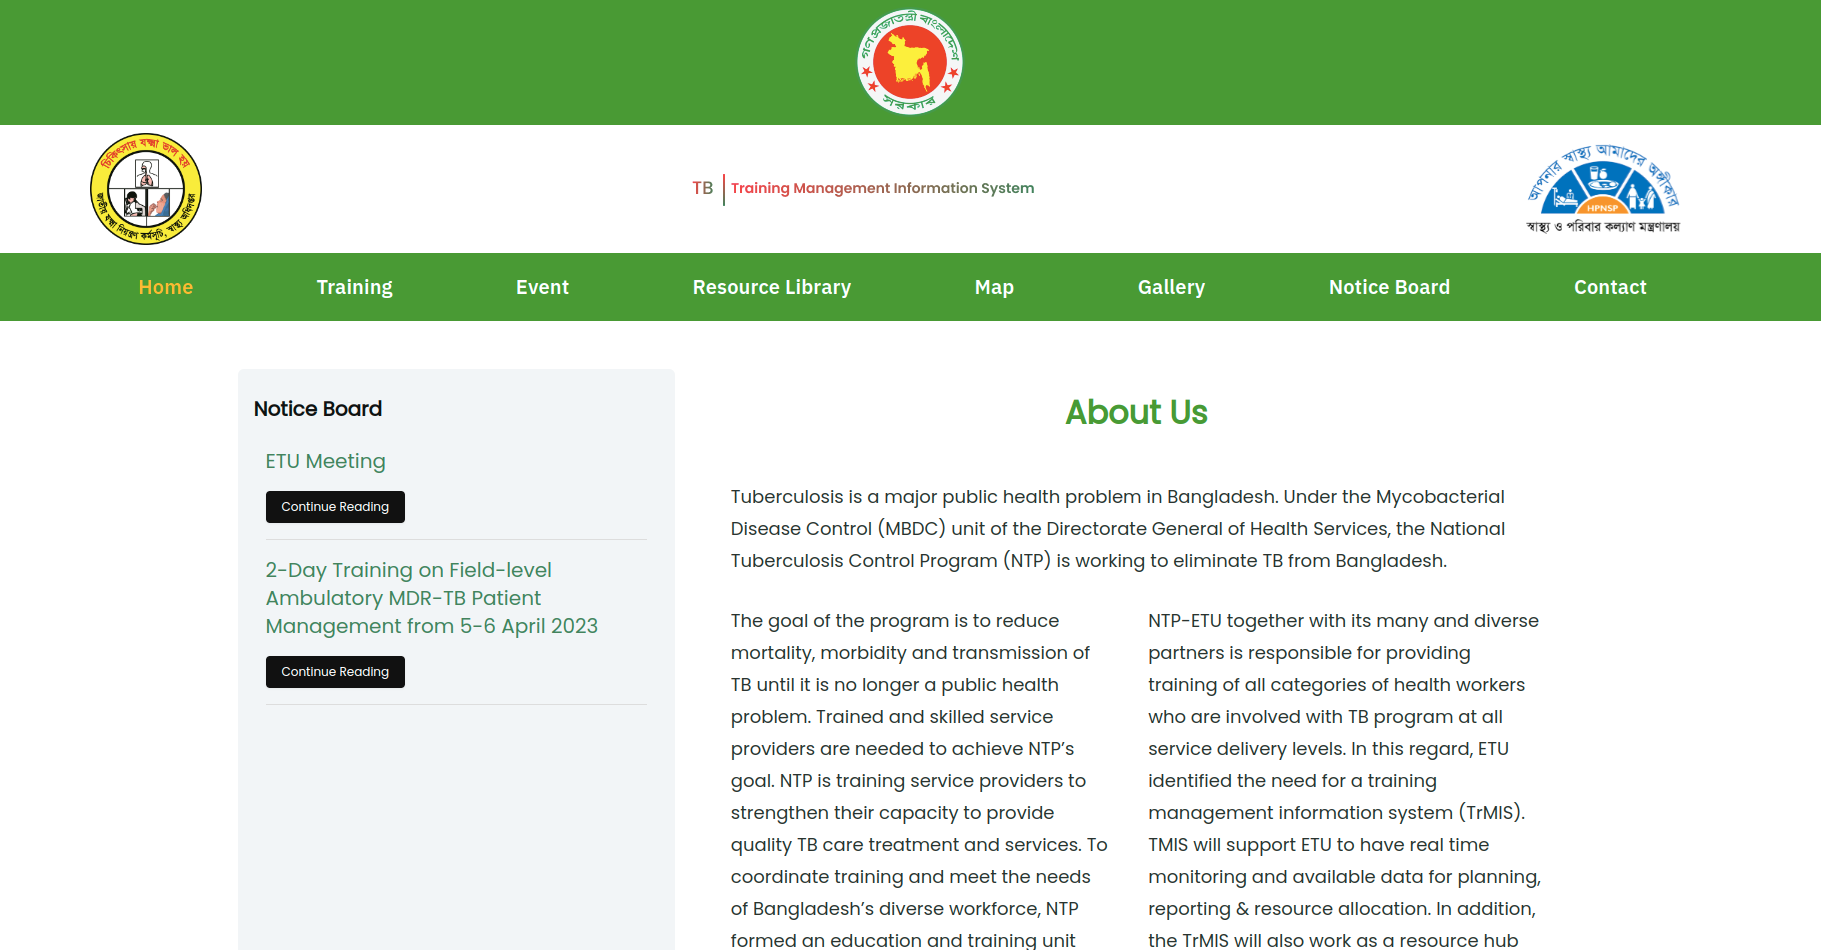 গণপ্রজাতন্ত্রী বাংলাদেশ
সরকার
চিকিৎসায় যক্ষ্মা ভাল হয়
জাতীয় যক্ষ্মা নিয়ন্ত্রণ কর্মসূচি, স্বাস্থ্য অধিদপ্তর
TB | Training Management Information System
আপনার স্বাস্থ্য আমাদের অঙ্গীকার
HPNSP
স্বাস্থ্য ও পরিবার কল্যাণ মন্ত্রণালয়
Home Training Event Resource Library Map Gallery Notice Board Contact
Notice Board
ETU Meeting
Continue Reading
2-Day Training on Field-level
Ambulatory MDR-TB Patient
Management from 5-6 April 2023
Continue Reading
About Us
Tuberculosis is a major public health problem in Bangladesh. Under the Mycobacterial
Disease Control (MBDC) unit of the Directorate General of Health Services, the National
Tuberculosis Control Program (NTP) is working to eliminate TB from Bangladesh.
The goal of the program is to reduce
mortality, morbidity and transmission of
TB until it is no longer a public health
problem. Trained and skilled service
providers are needed to achieve NTP’s
goal. NTP is training service providers to
strengthen their capacity to provide
quality TB care treatment and services. To
coordinate training and meet the needs
of Bangladesh’s diverse workforce, NTP
formed an education and training unit
NTP-ETU together with its many and diverse
partners is responsible for providing
training of all categories of health workers
who are involved with TB program at all
service delivery levels. In this regard, ETU
identified the need for a training
management information system (TrMIS).
TMIS will support ETU to have real time
monitoring and available data for planning,
reporting & resource allocation. In addition,
the TrMIS will also work as a resource hub